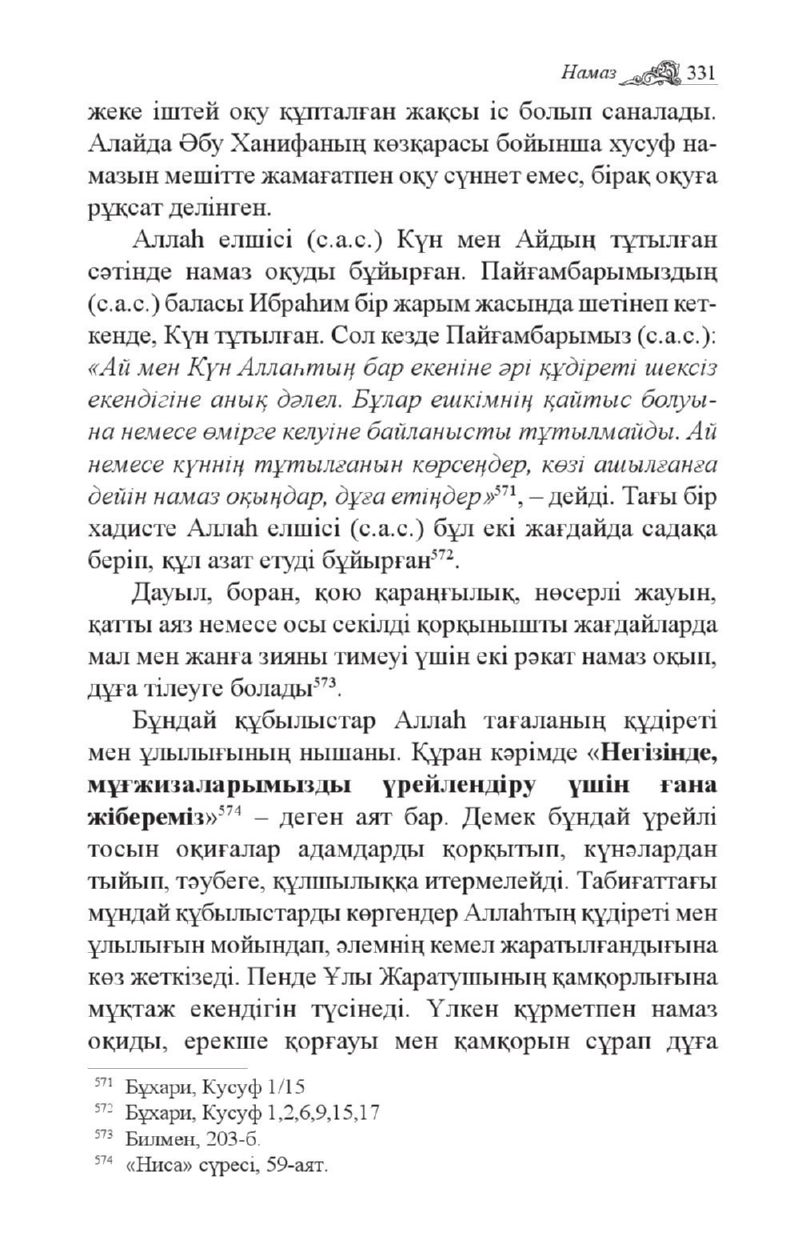 Намаз 331
жеке іштей оқу құпталған жақсы іс болып саналады.
Алайда Әбу Ханифаның көзқарасы бойынша хусуф на-
мазын мешітте жамағатпен оқу сүннет емес, бірақ оқуға
рұқсат делінген.
Аллаһ елшісі (с.а.с.) Күн мен Айдың тұтылған
сәтінде намаз оқуды бұйырған. Пайғамбарымыздың
(с.а.с.) баласы Ибраһим бір жарым жасында шетінеп кет-
кенде, Күн тұтылған. Сол кезде Пайғамбарымыз (с.а.с.):
«Ай мен Күн Аллаһтың бар екеніне әрі құдіреті шексіз
екендігіне анық дәлел. Бұлар ешкімнің қайтыс болуы-
на немесе өмірге келуіне байланысты тұтылмайды. Ай
немесе күннің тұтылғанын көрсеңдер, көзі ашылғанға
дейін намаз оқыңдар, дұға етіңдер»⁵⁷¹, – дейді. Тағы бір
хадисте Аллаһ елшісі (с.а.с.) бұл екі жағдайда садақа
беріп, құл азат етуді бұйырған⁵⁷².
Дауыл, боран, қою қараңғылық, нөсерлі жауын,
қатты аяз немесе осы секілді қорқынышты жағдайларда
мал мен жанға зияны тимеуі үшін екі рәкат намаз оқып,
дұға тілеуге болады⁵⁷³.
Бұндай құбылыстар Аллаһ тағаланың құдіреті
мен ұлылығының нышаны. Құран кәрімде «Негізінде,
мұғжизаларымызды үрейлендіру үшін ғана
жібереміз»⁵⁷⁴ – деген аят бар. Демек бұндай үрейлі
тосын оқиғалар адамдарды қорқытып, күнәлардан
тыйып, тәубеге, құлшылыққа итермелейді. Табиғаттағы
мұндай құбылыстарды көргендер Аллаһтың құдіреті мен
ұлылығын мойындап, әлемнің кемел жаратылғандығына
көз жеткізеді. Пенде Ұлы Жаратушының қамқорлығына
мұқтаж екендігін түсінеді. Үлкен құрметпен намаз
оқиды, ерекше қорғауы мен қамқорын сұрап дұға
⁵⁷¹ Бұхари, Кусуф 1/15
⁵⁷² Бұхари, Кусуф 1,2,6,9,15,17
⁵⁷³ Билмен, 203-б.
⁵⁷⁴ «Ниса» сүресі, 59-аят.